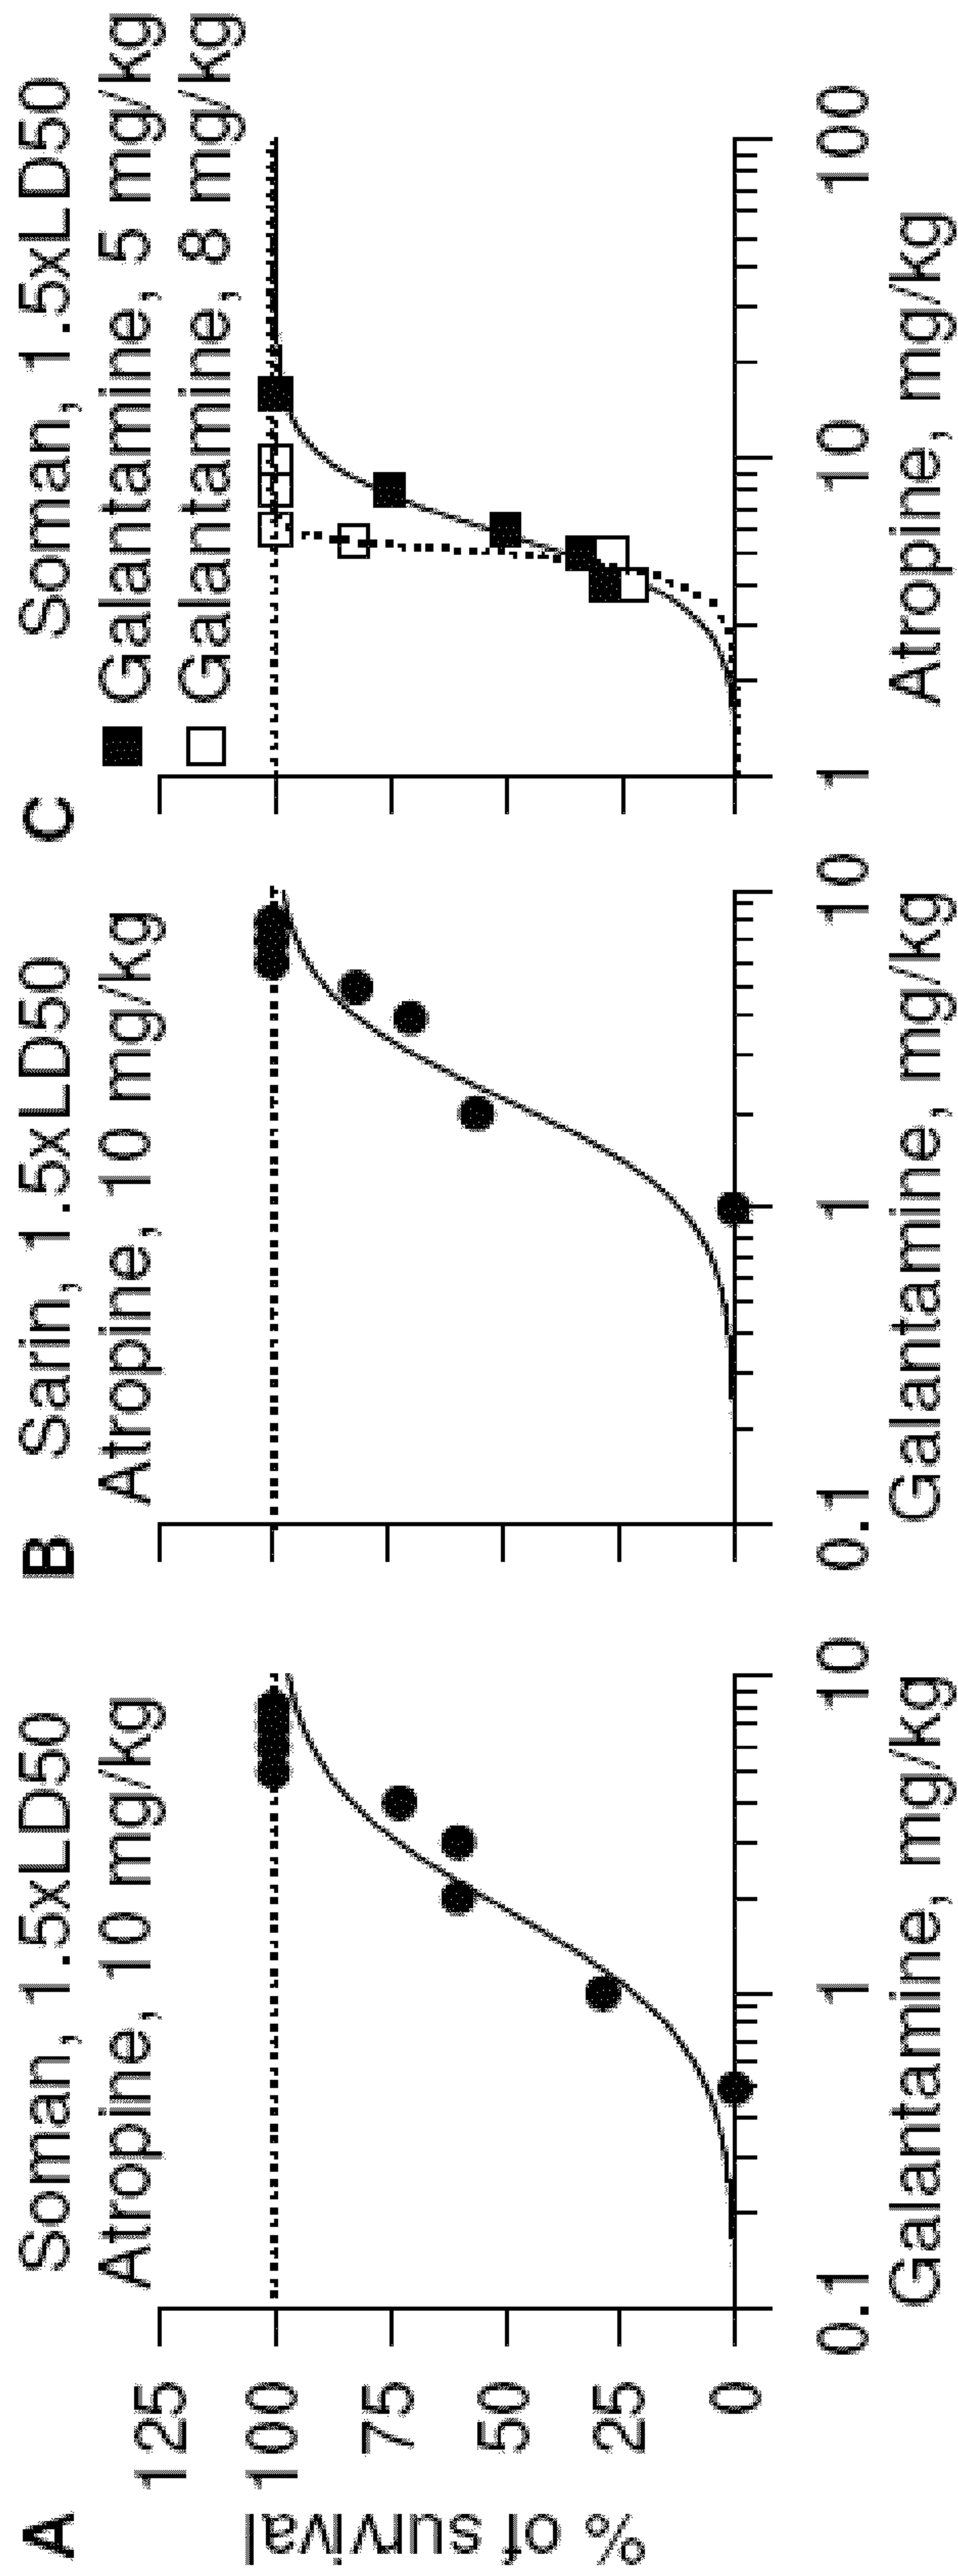 A
Soman, 1.5xLD50
Atropine, 10 mg/kg
% of survival
125
100
75
50
25
0
0.1 1 10
Galantamine, mg/kg
B Sarin, 1.5xLD50
Atropine, 10 mg/kg
0.1 1 10
Galantamine, mg/kg
C Soman, 1.5xLD50
Galantamine, 5 mg/kg
Galantamine, 8 mg/kg
1 10 100
Atropine, mg/kg